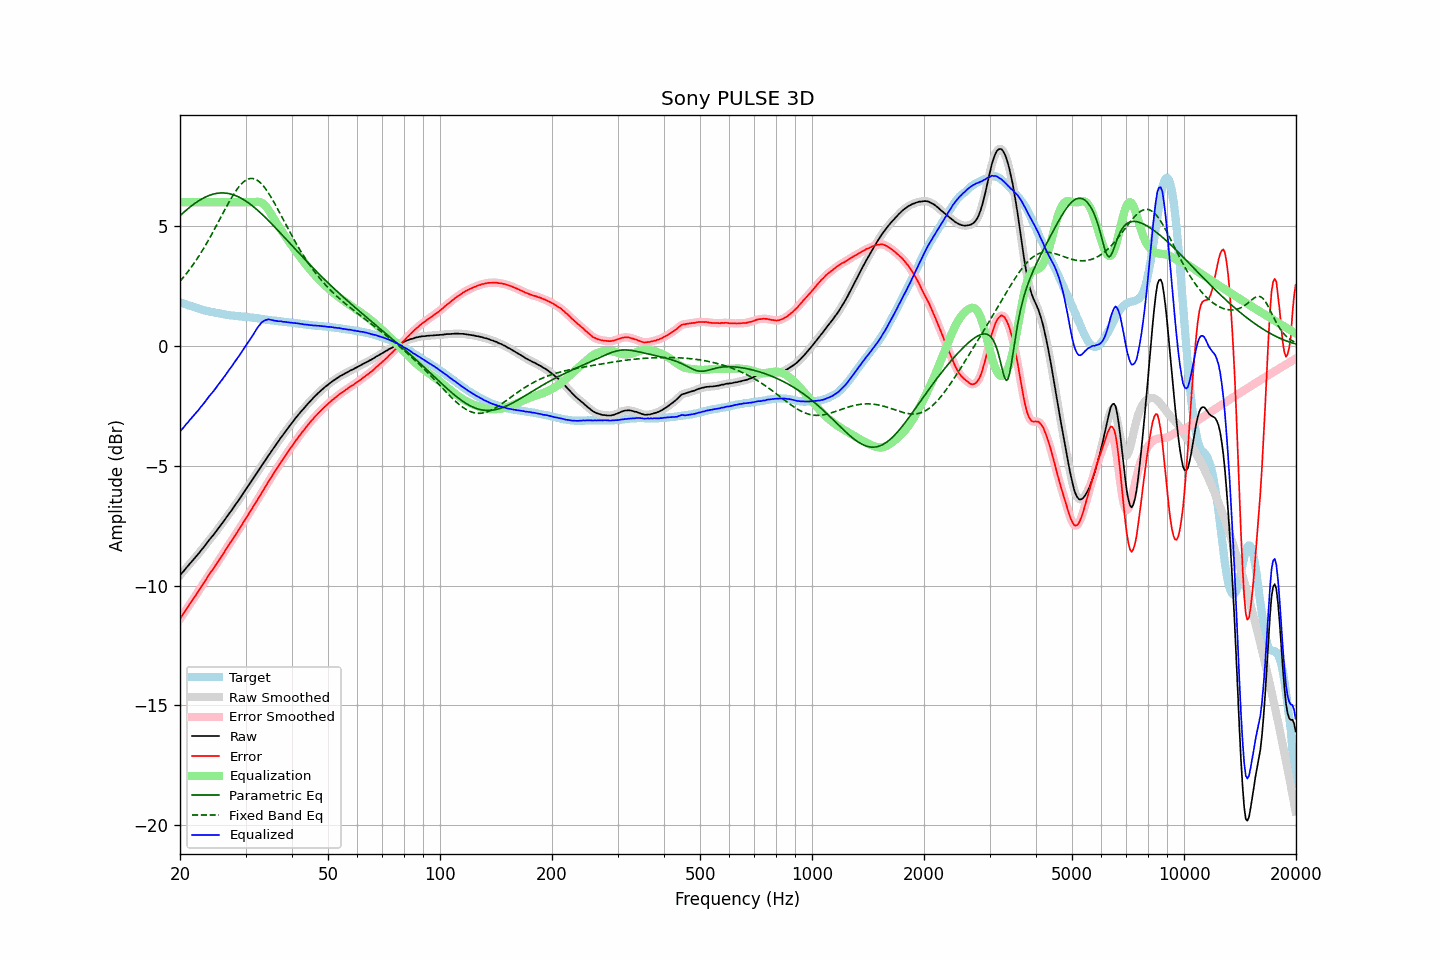 Sony PULSE 3D
Amplitude (dBr)
5
0
−5
−10
−15
−20
Target
Raw Smoothed
Error Smoothed
Raw
Error
Equalization
Parametric Eq
Fixed Band Eq
Equalized
20 50 100 200 500 1000 2000 5000 10000 20000
Frequency (Hz)